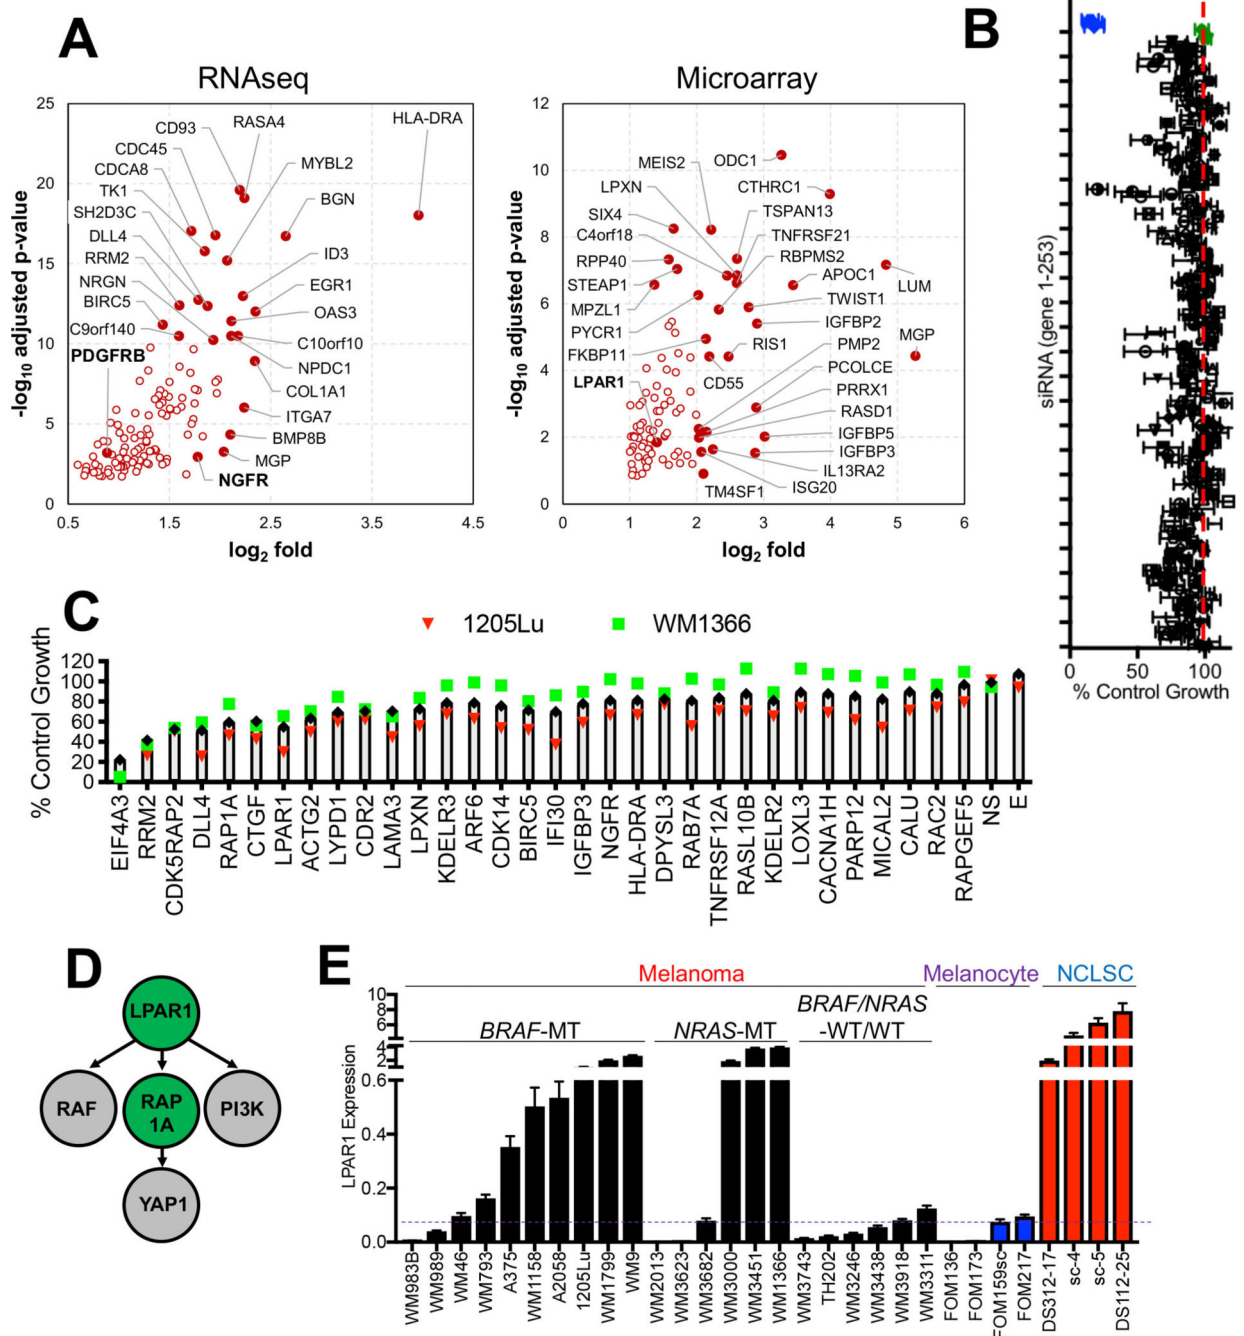 A
RNAseq
25
20
15
10
5
0
0.5
1.5
2.5
3.5
4.5
-log10 adjusted p-value
log2 fold
CD93
RASA4
HLA-DRA
CDC45
CDCA8
MYBL2
TK1
BGN
SH2D3C
DLL4
ID3
RRM2
NRGN
EGR1
BIRC5
OAS3
C9orf140
C10orf10
PDGFRB
NPDC1
COL1A1
ITGA7
BMP8B
MGP
NGFR
Microarray
12
10
8
6
4
2
0
0
1
2
3
4
5
6
-log10 adjusted p-value
log2 fold
MEIS2
ODC1
LPXN
CTHRC1
SIX4
TSPAN13
C4orf18
TNFRSF21
RPP40
RBPMS2
STEAP1
APOC1
LUM
MPZL1
TWIST1
PYCR1
IGFBP2
MGP
FKBP11
RIS1
PMP2
LPAR1
CD55
PCOLCE
PRRX1
RASD1
IGFBP5
IGFBP3
IL13RA2
ISG20
TM4SF1
B
siRNA (gene 1-253)
0
50
100
% Control Growth
C
1205Lu
WM1366
% Control Growth
120
100
80
60
40
20
0
EIF4A3
RRM2
CDK5RAP2
DLL4
RAP1A
CTGF
LPAR1
ACTG2
LYPD1
CDR2
LAMA3
LPXN
KDELR3
ARF6
CDK14
BIRC5
IFI30
IGFBP3
NGFR
HLA-DRA
DPYSL3
RAB7A
TNFRSF12A
RASL10B
KDELR2
LOXL3
CACNA1H
PARP12
MICAL2
CALU
RAC2
RAPGEF5
NS
E
D
LPAR1
RAF
RAP
1A
PI3K
YAP1
E
Melanoma
Melanocyte
NCLSC
BRAF-MT
NRAS-MT
BRAF/NRAS
-WT/WT
LPAR1 Expression
10
8
6
4
2
0.6
0.4
0.2
0.0
WM983B
WM989
WM46
WM793
A375
WM1158
A2058
1205Lu
WM1799
WM9
WM2013
WM3623
WM3682
WM3000
WM3451
WM1366
WM3743
TH202
WM3246
WM3438
WM3918
WM3311
FOM136
FOM173
FOM159sc
FOM217
DS312-17
sc-4
sc-5
DS112-25